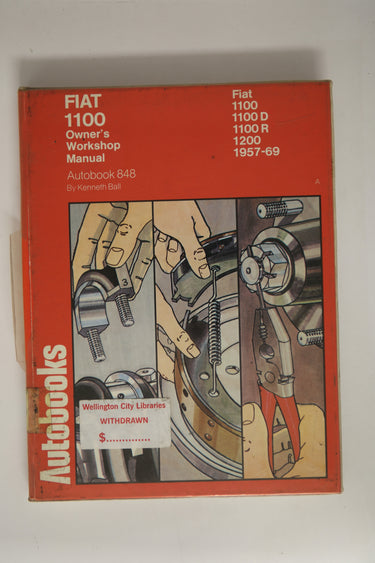 FIAT
1100
Owner's
Workshop
Manual
Autobook 848
By Kenneth Ball
Fiat
1100
1100 D
1100 R
1200
1957-69
A
Autobooks
Wellington City Libraries
WITHDRAWN
$..............